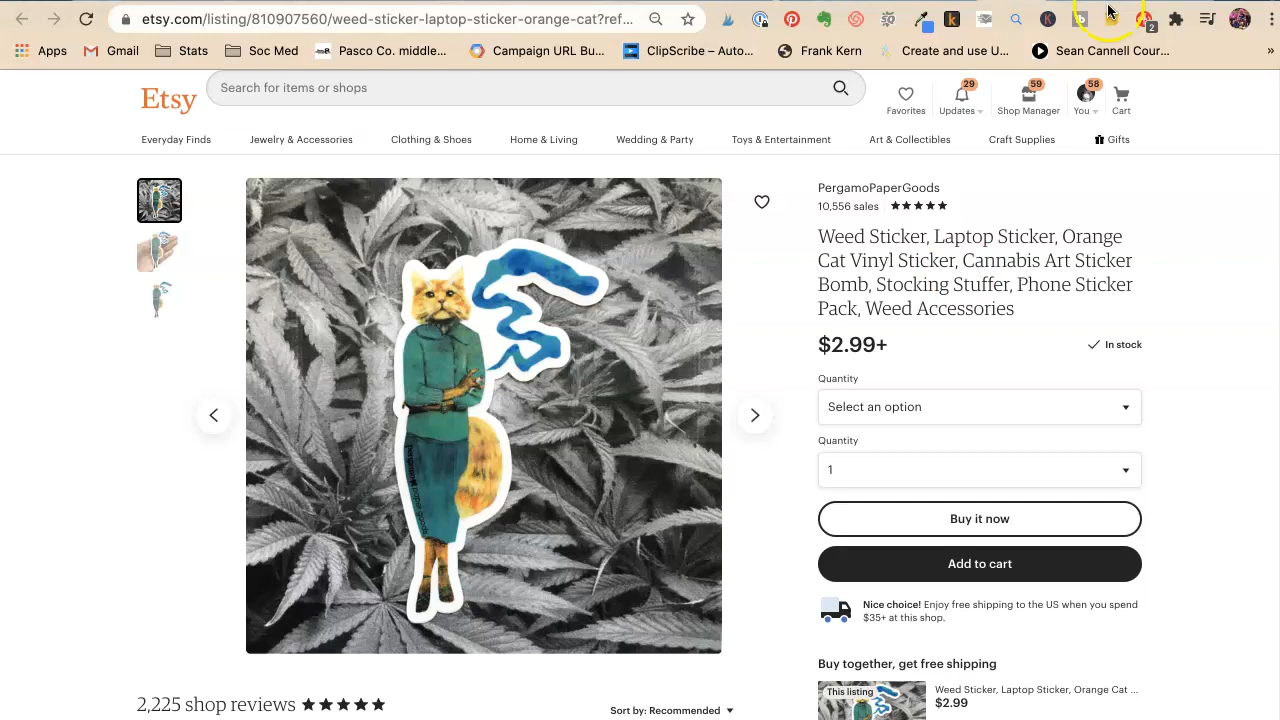 etsy.com/listing/810907560/weed-sticker-laptop-sticker-orange-cat?ref...
2
Apps
Gmail
Stats
Soc Med
Pasco Co. middle...
Campaign URL Bu...
ClipScribe – Auto...
Frank Kern
Create and use U...
Sean Cannell Cour...
»
Etsy
Search for items or shops
29
59
58
Favorites
Updates
Shop Manager
You
Cart
Everyday Finds
Jewelry & Accessories
Clothing & Shoes
Home & Living
Wedding & Party
Toys & Entertainment
Art & Collectibles
Craft Supplies
Gifts
PergamoPaperGoods
10,556 sales
Weed Sticker, Laptop Sticker, Orange
Cat Vinyl Sticker, Cannabis Art Sticker
Bomb, Stocking Stuffer, Phone Sticker
Pack, Weed Accessories
$2.99+
In stock
Quantity
Select an option
Quantity
1
Buy it now
Add to cart
Nice choice! Enjoy free shipping to the US when you spend
$35+ at this shop.
Buy together, get free shipping
This listing
Weed Sticker, Laptop Sticker, Orange Cat ...
$2.99
pergamo paper goods
2,225 shop reviews
Sort by: Recommended